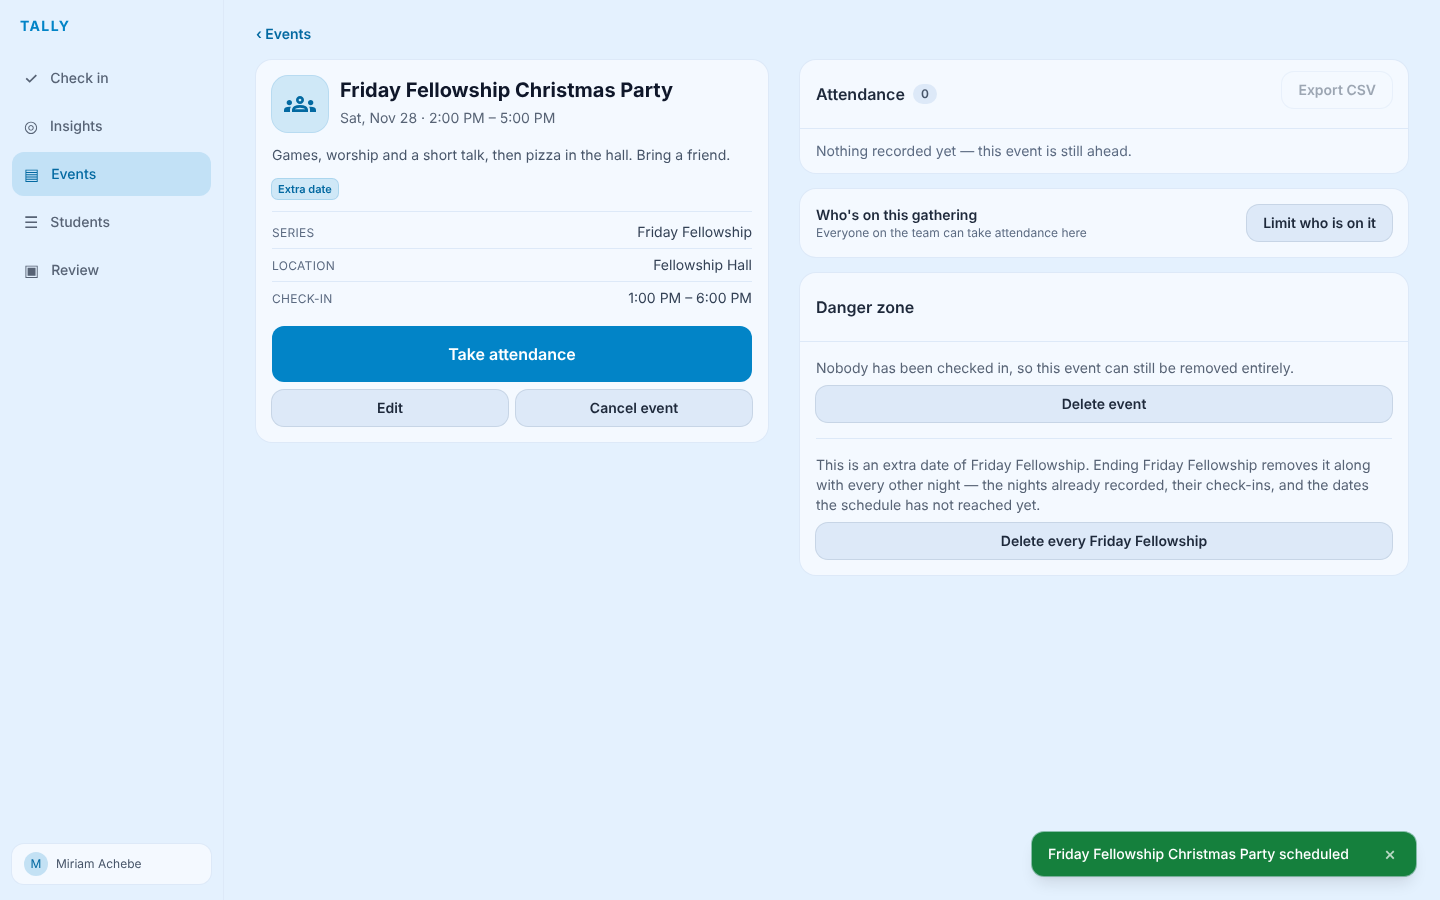 TALLY
Check in
Insights
Events
Students
Review
Miriam Achebe
M
‹ Events
Friday Fellowship Christmas Party
Sat, Nov 28 · 2:00 PM – 5:00 PM
Games, worship and a short talk, then pizza in the hall. Bring a friend.
Extra date
SERIES
Friday Fellowship
LOCATION
Fellowship Hall
CHECK-IN
1:00 PM – 6:00 PM
Take attendance
Edit
Cancel event
Attendance 0
Export CSV
Nothing recorded yet — this event is still ahead.
Who's on this gathering
Everyone on the team can take attendance here
Limit who is on it
Danger zone
Nobody has been checked in, so this event can still be removed entirely.
Delete event
This is an extra date of Friday Fellowship. Ending Friday Fellowship removes it along
with every other night — the nights already recorded, their check-ins, and the dates
the schedule has not reached yet.
Delete every Friday Fellowship
Friday Fellowship Christmas Party scheduled
×